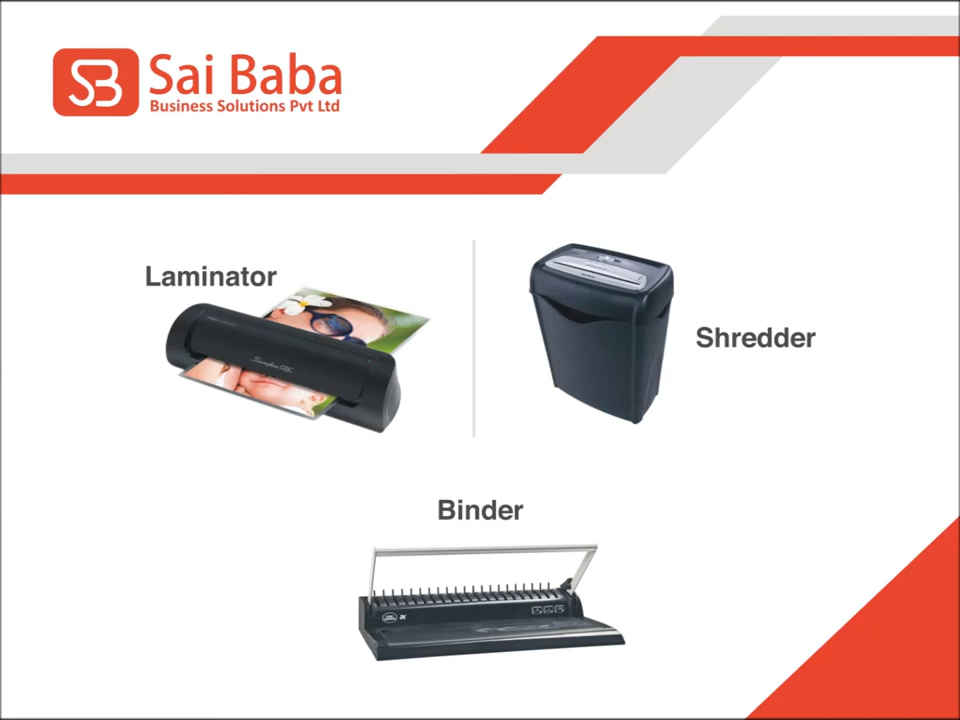 SB
Sai Baba
Business Solutions Pvt Ltd
Laminator
Shredder
Binder